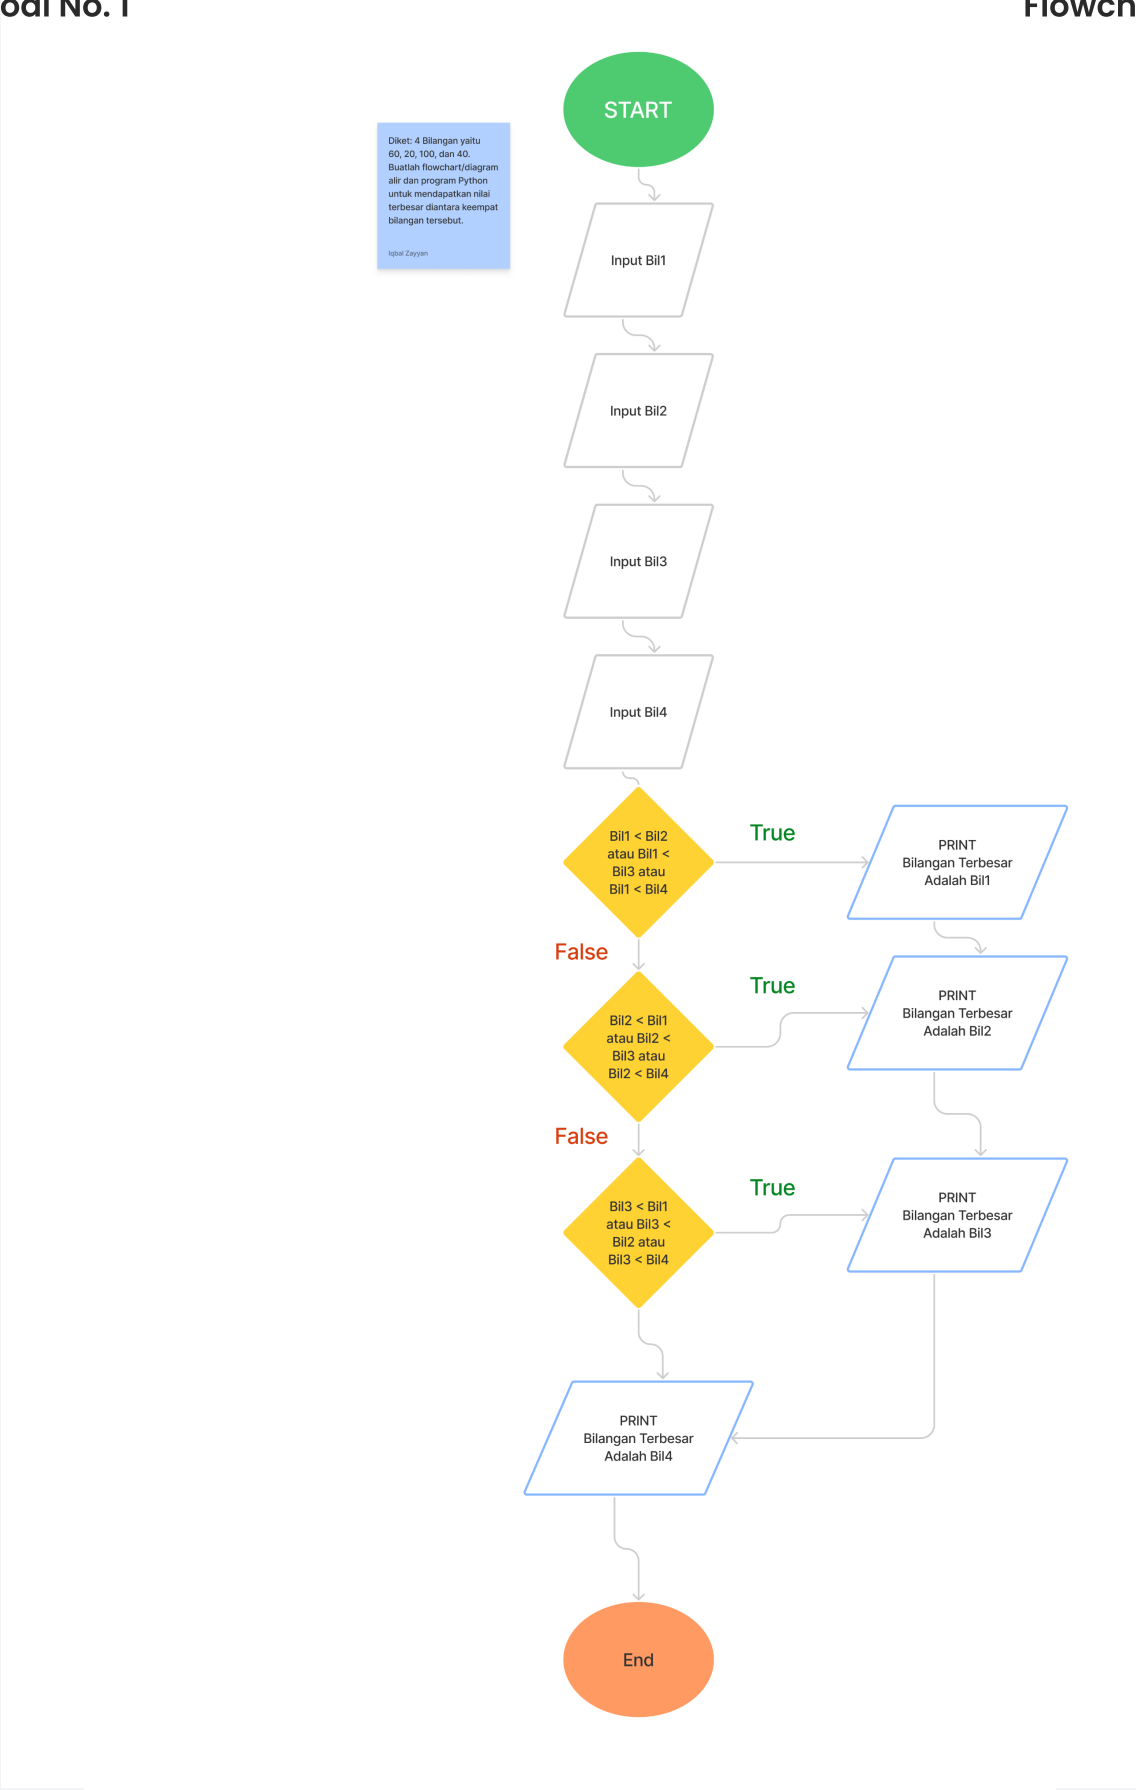 START
Diket: 4 Bilangan yaitu
60, 20, 100, dan 40.
Buatlah flowchart/diagram
alir dan program Python
untuk mendapatkan nilai
terbesar diantara keempat
bilangan tersebut.
Iqbal Zayyan
Input Bil1
Input Bil2
Input Bil3
Input Bil4
Bil1 < Bil2
atau Bil1 <
Bil3 atau
Bil1 < Bil4
True
PRINT
Bilangan Terbesar
Adalah Bil1
False
Bil2 < Bil1
atau Bil2 <
Bil3 atau
Bil2 < Bil4
True
PRINT
Bilangan Terbesar
Adalah Bil2
False
Bil3 < Bil1
atau Bil3 <
Bil2 atau
Bil3 < Bil4
True
PRINT
Bilangan Terbesar
Adalah Bil3
PRINT
Bilangan Terbesar
Adalah Bil4
End